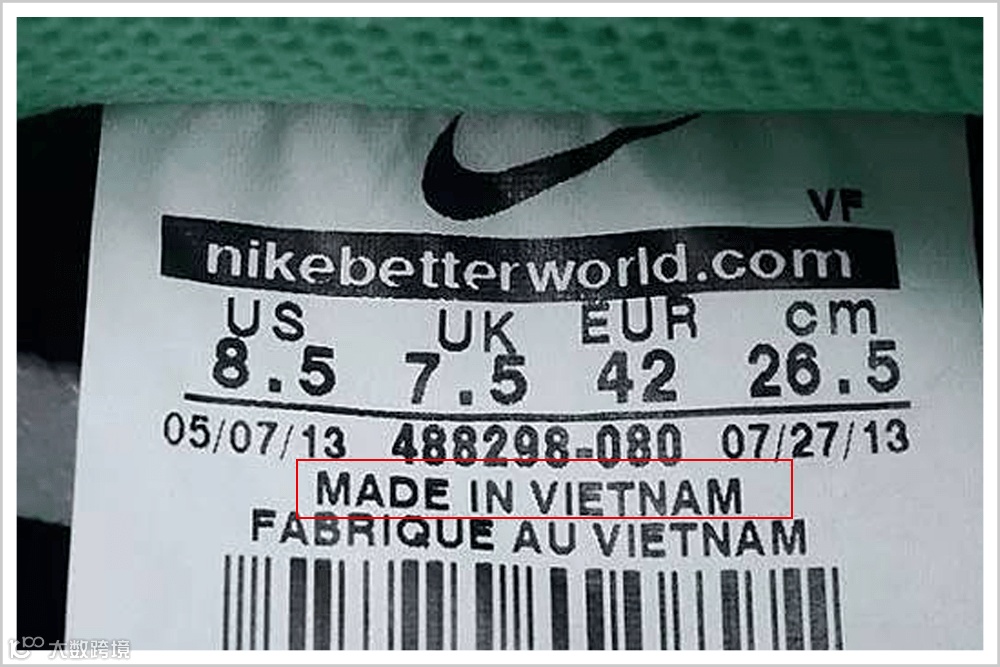 VF
nikebetterworld.com
US UK EUR cm
8.5 7.5 42 26.5
05/07/13 488298-080 07/27/13
MADE IN VIETNAM
FABRIQUE AU VIETNAM
大数跨境